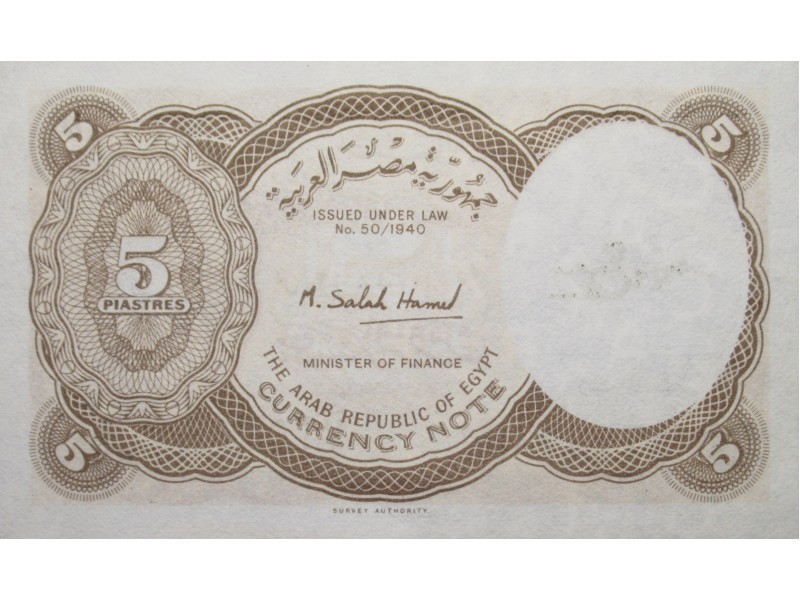 5
5
جمهورية مصر العربية
ISSUED UNDER LAW
No. 50/1940
5
PIASTRES
M. Salah Hamed
MINISTER OF FINANCE
THE ARAB REPUBLIC OF EGYPT
CURRENCY NOTE
5
5
SURVEY AUTHORITY